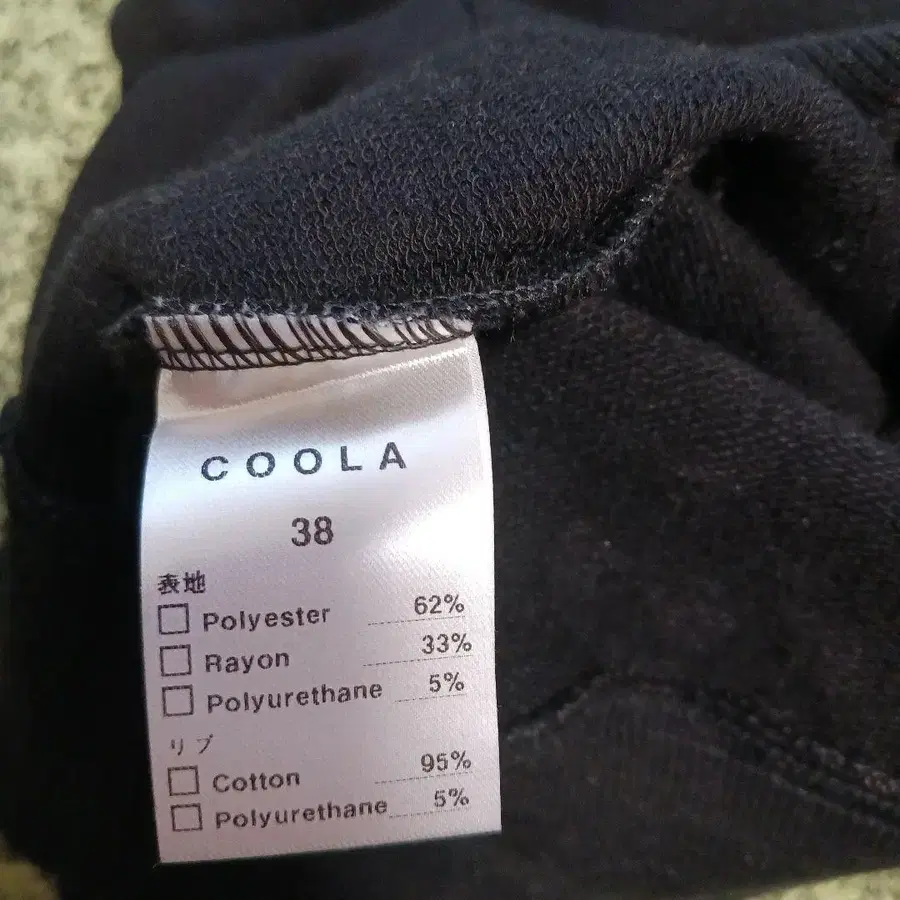 COOLA
38
表地
Polyester 62%
Rayon 33%
Polyurethane 5%
リブ
Cotton 95%
Polyurethane 5%